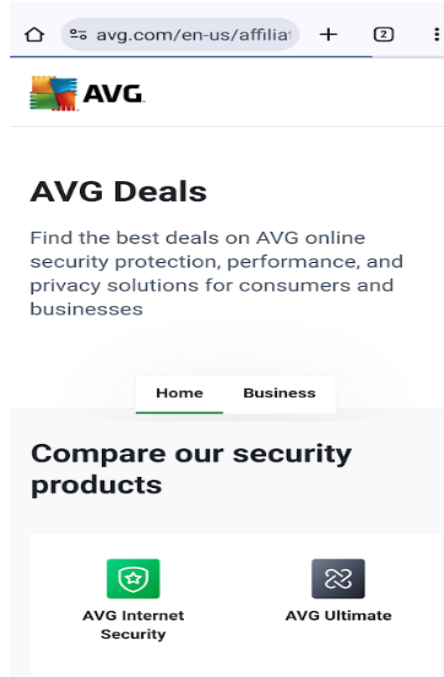 avg.com/en-us/affiliat
2
AVG
AVG Deals
Find the best deals on AVG online
security protection, performance, and
privacy solutions for consumers and
businesses
Home Business
Compare our security
products
AVG Internet
Security
AVG Ultimate